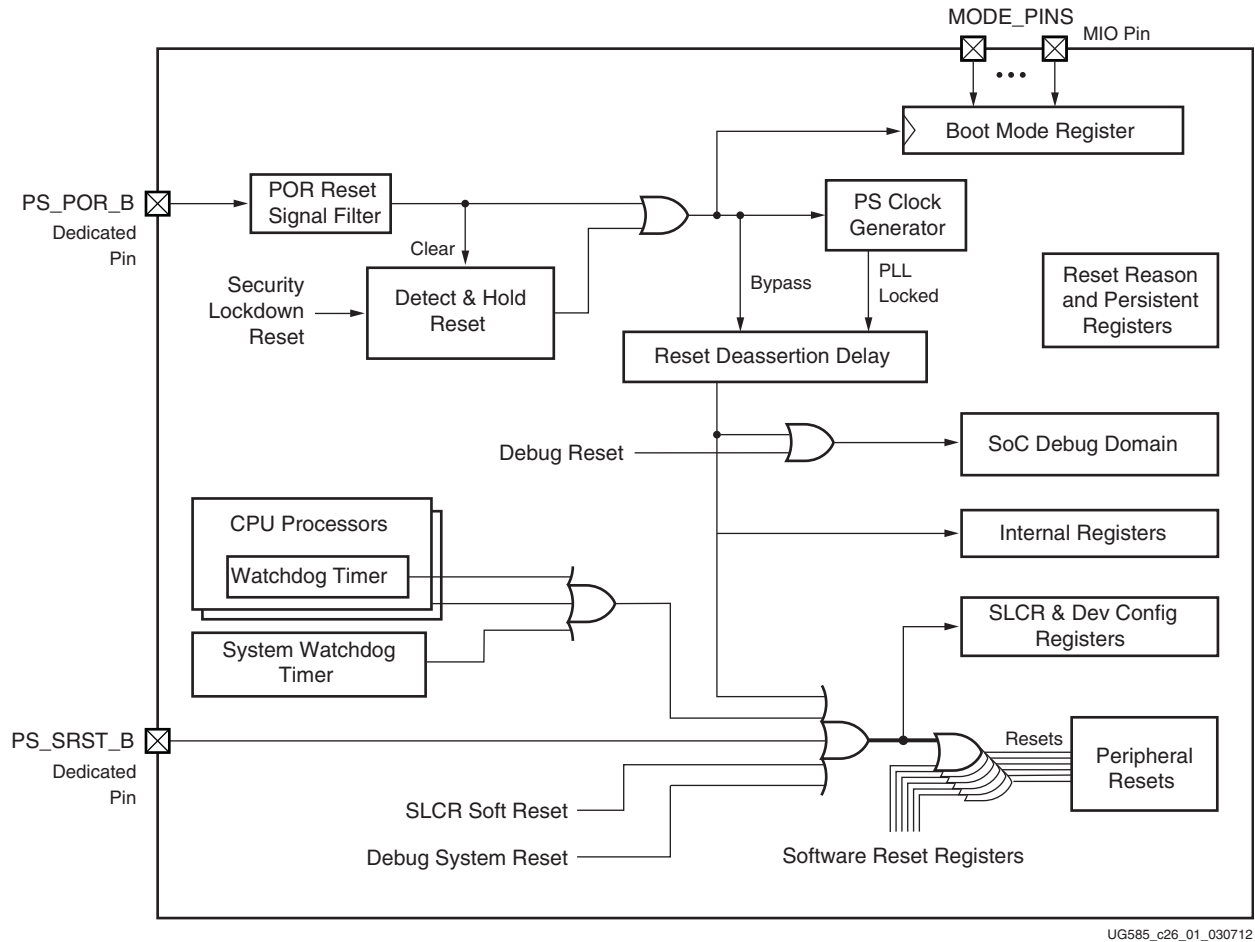 MODE_PINS
MIO Pin
Boot Mode Register
PS_POR_B
Dedicated
Pin
POR Reset
Signal Filter
PS Clock
Generator
Clear
Security
Lockdown
Reset
Detect & Hold
Reset
Bypass
PLL
Locked
Reset Reason
and Persistent
Registers
Reset Deassertion Delay
Debug Reset
SoC Debug Domain
CPU Processors
Watchdog Timer
Internal Registers
System Watchdog
Timer
SLCR & Dev Config
Registers
PS_SRST_B
Dedicated
Pin
Resets
Peripheral
Resets
SLCR Soft Reset
Debug System Reset
Software Reset Registers
UG585_c26_01_030712